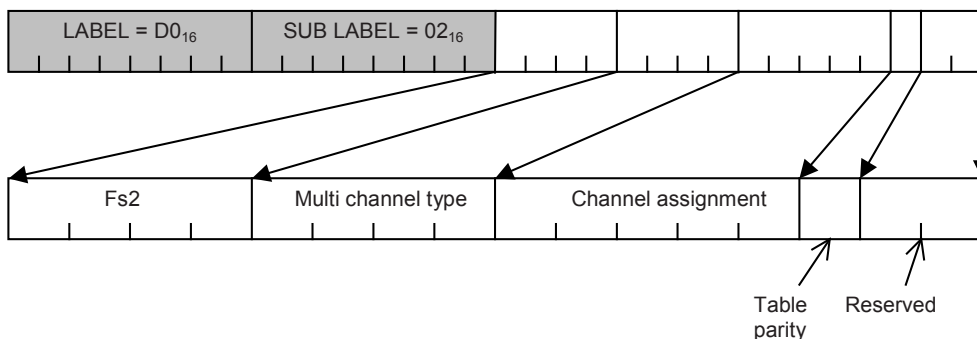 LABEL = D0₁₆ SUB LABEL = 02₁₆
Fs2 Multi channel type Channel assignment
Table Reserved
parity